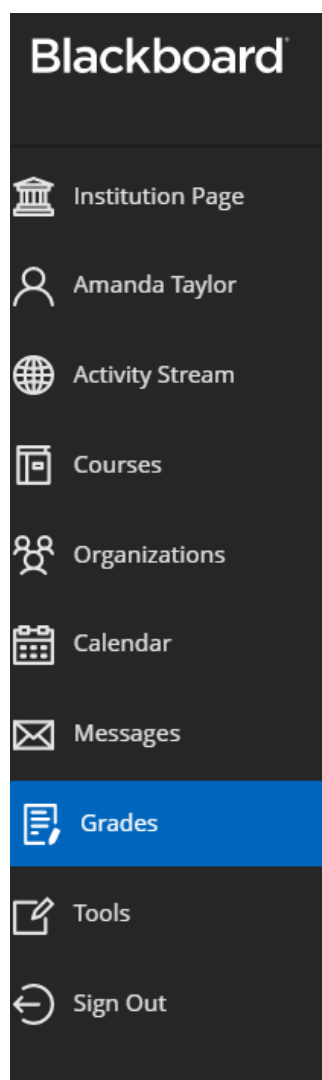 Blackboard
Institution Page
Amanda Taylor
Activity Stream
Courses
Organizations
Calendar
Messages
Grades
Tools
Sign Out